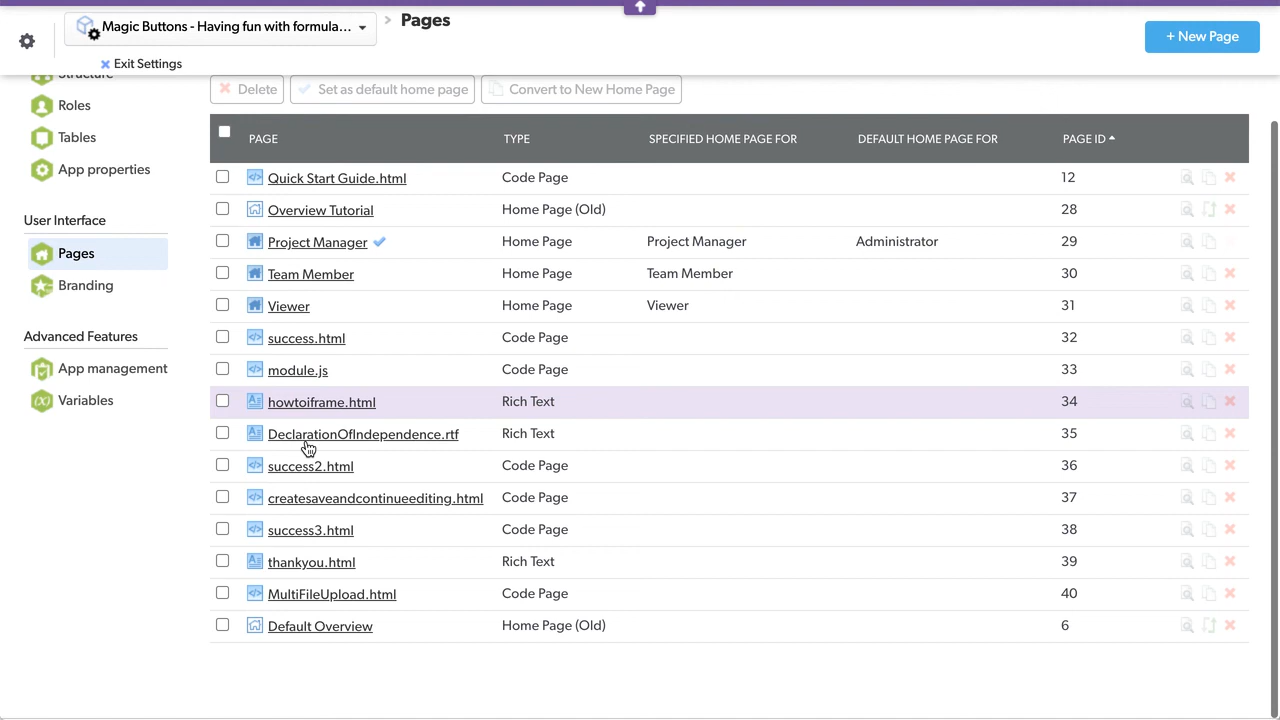 Magic Buttons - Having fun with formula...
Pages
+ New Page
Exit Settings
Structure
Roles
Tables
App properties
User Interface
Pages
Branding
Advanced Features
App management
Variables
Delete
Set as default home page
Convert to New Home Page
PAGE TYPE SPECIFIED HOME PAGE FOR DEFAULT HOME PAGE FOR PAGE ID
Quick Start Guide.html Code Page 12
Overview Tutorial Home Page (Old) 28
Project Manager Home Page Project Manager Administrator 29
Team Member Home Page Team Member 30
Viewer Home Page Viewer 31
success.html Code Page 32
module.js Code Page 33
howtoiframe.html Rich Text 34
DeclarationOfIndependence.rtf Rich Text 35
success2.html Code Page 36
createsaveandcontinueediting.html Code Page 37
success3.html Code Page 38
thankyou.html Rich Text 39
MultiFileUpload.html Code Page 40
Default Overview Home Page (Old) 6